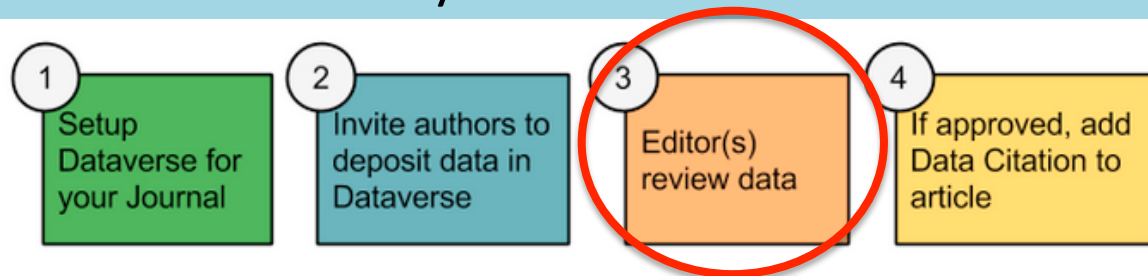 1
Setup
Dataverse for
your Journal
2
Invite authors to
deposit data in
Dataverse
3
Editor(s)
review data
4
If approved, add
Data Citation to
article